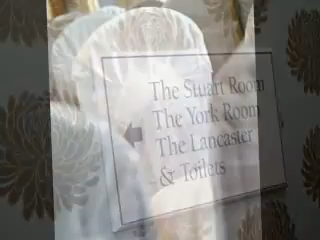 The Stuart Room
The York Room
The Lancaster
& Toilets